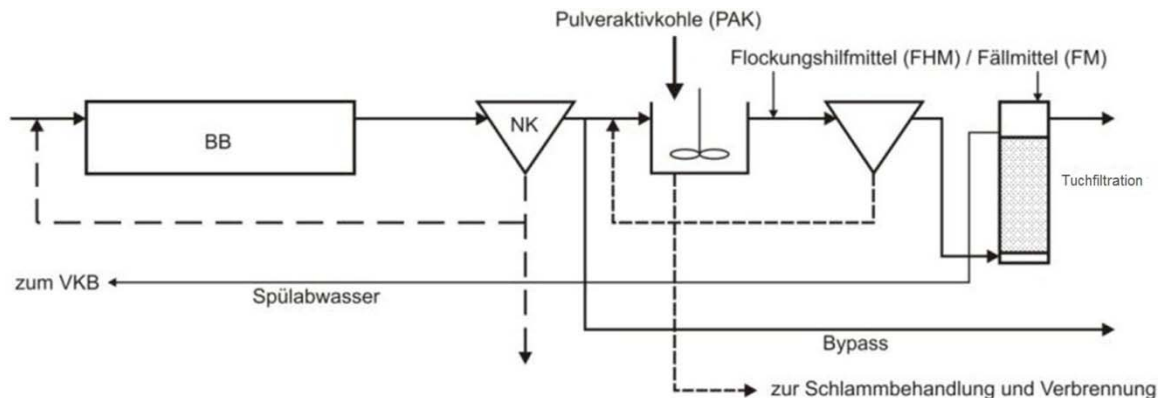 Pulveraktivkohle (PAK)
Flockungshilfmittel (FHM) / Fällmittel (FM)
BB
NK
Tuchfiltration
zum VKB
Spülabwasser
Bypass
zur Schlammbehandlung und Verbrennung